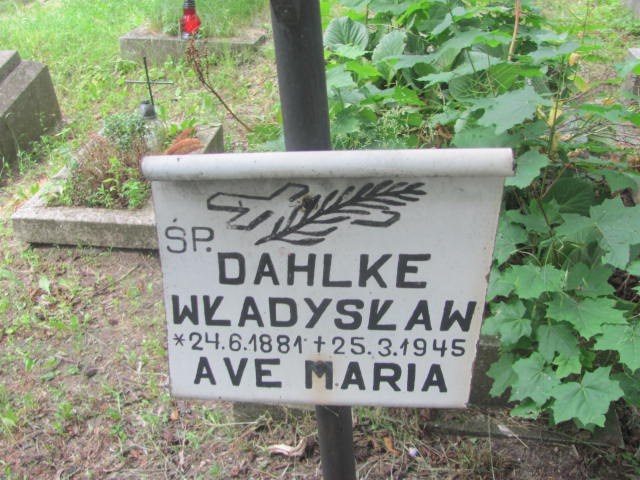 ŚP.
DAHLKE
WŁADYSŁAW
*24.6.1881 +25.3.1945
AVE MARIA